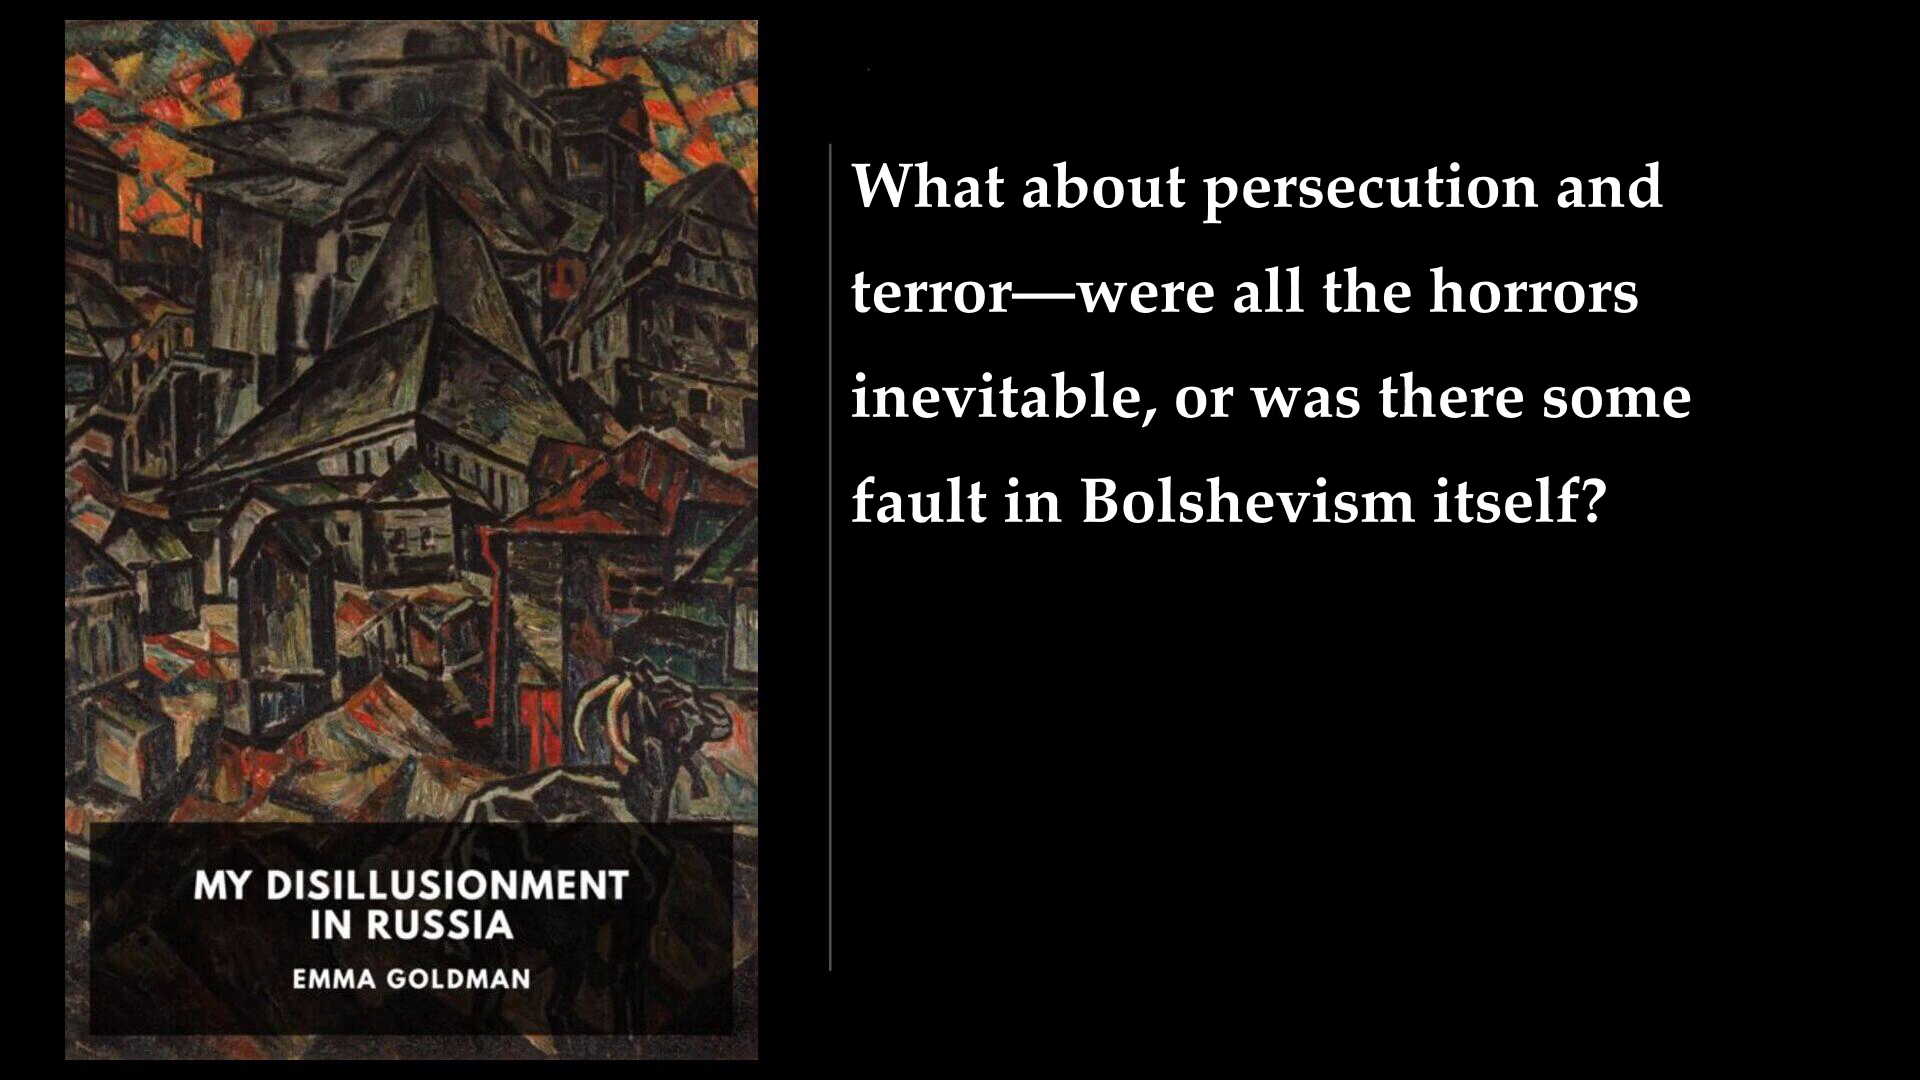 MY DISILLUSIONMENT
IN RUSSIA
EMMA GOLDMAN
What about persecution and
terror—were all the horrors
inevitable, or was there some
fault in Bolshevism itself?